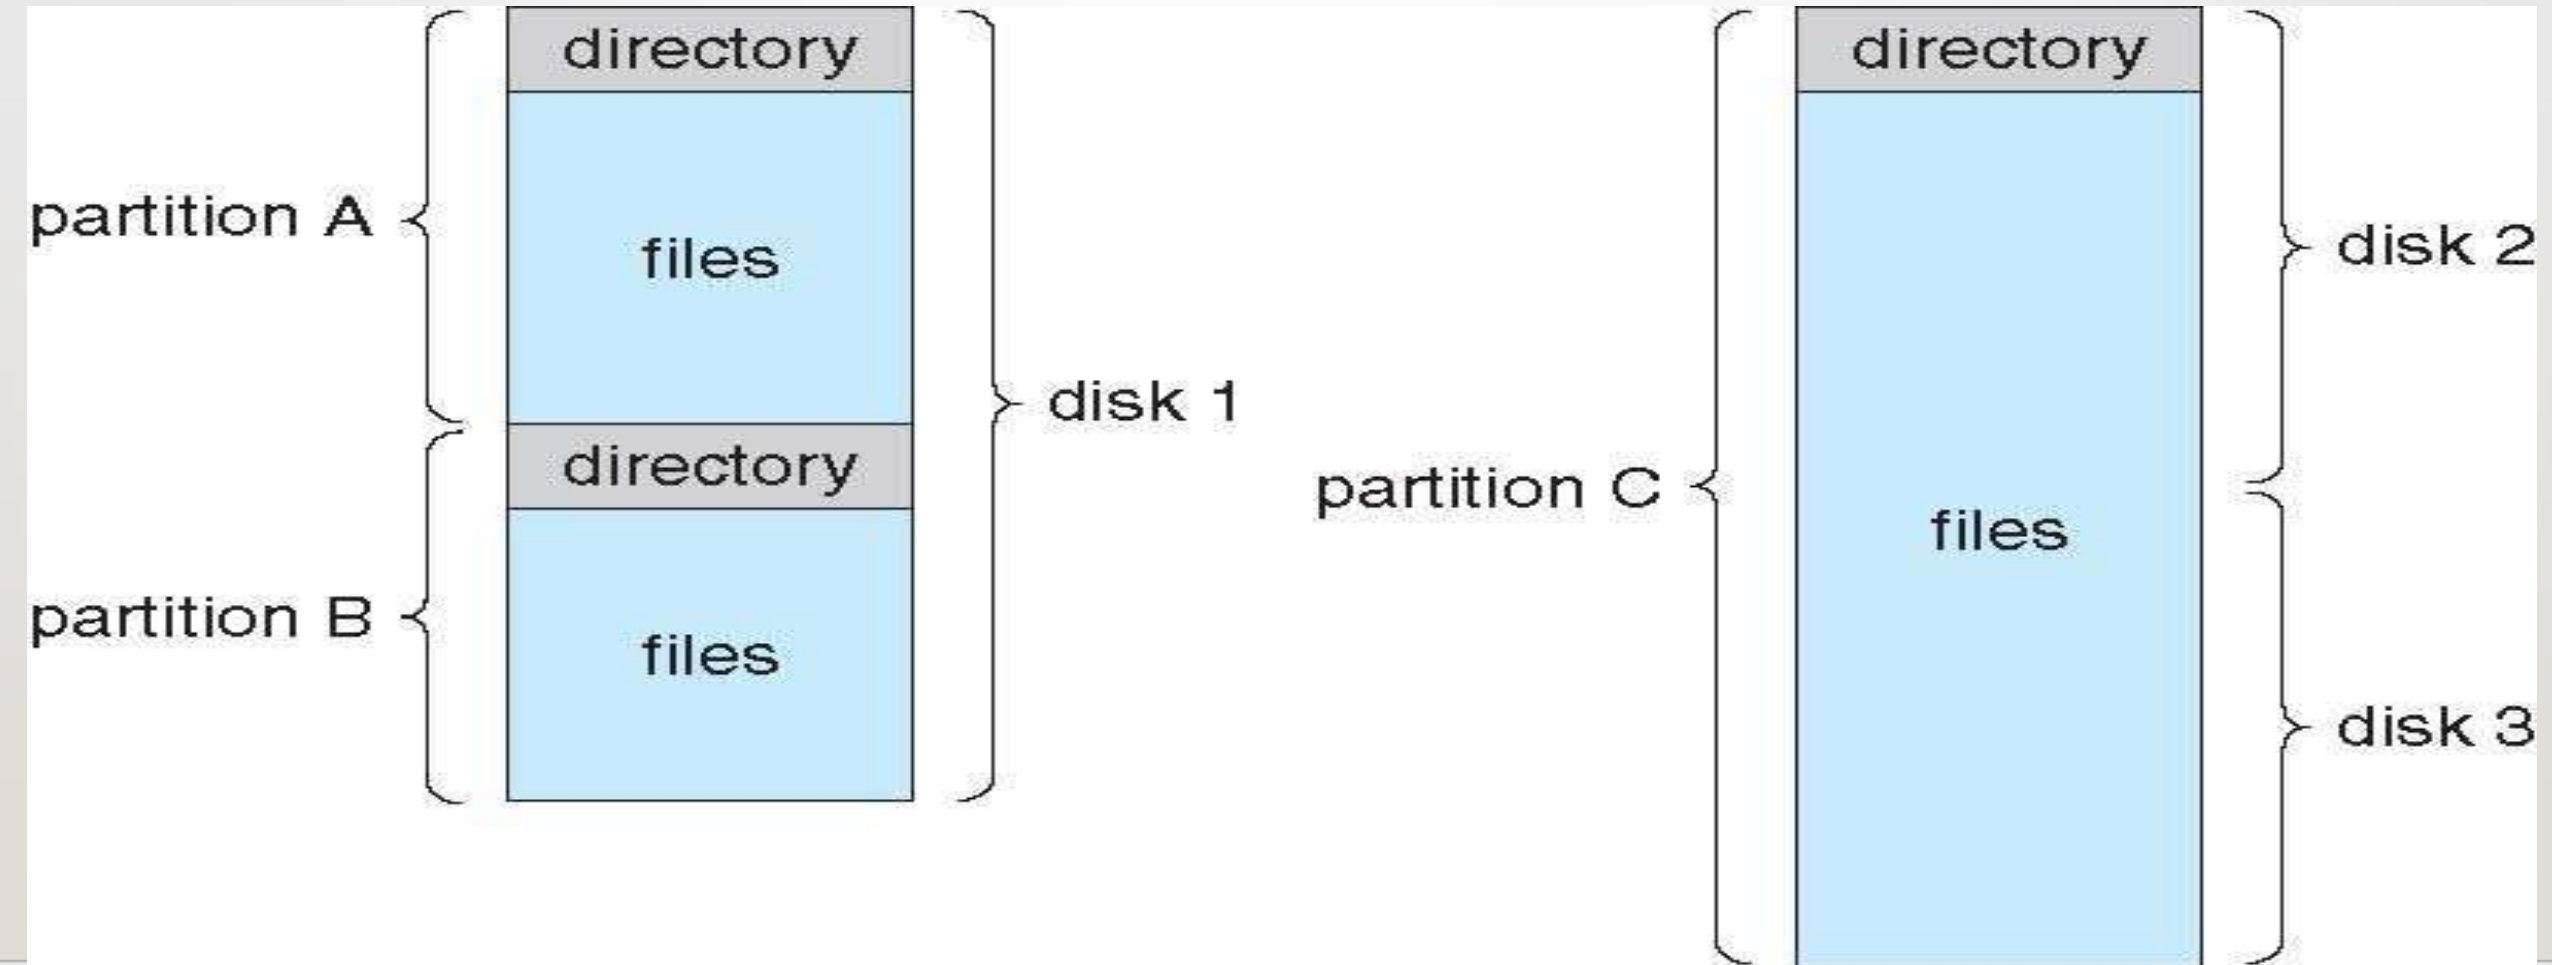 directory
partition A
files
directory
disk 1
partition B
files
directory
disk 2
partition C
files
disk 3